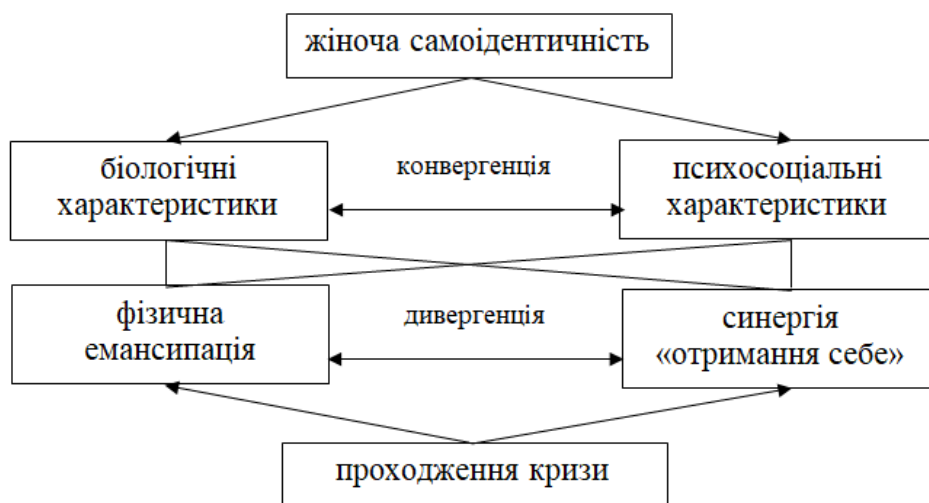 жіноча самоідентичність
біологічні
характеристики
конвергенція
психосоціальні
характеристики
фізична
емансипація
дивергенція
синергія
«отримання себе»
проходження кризи